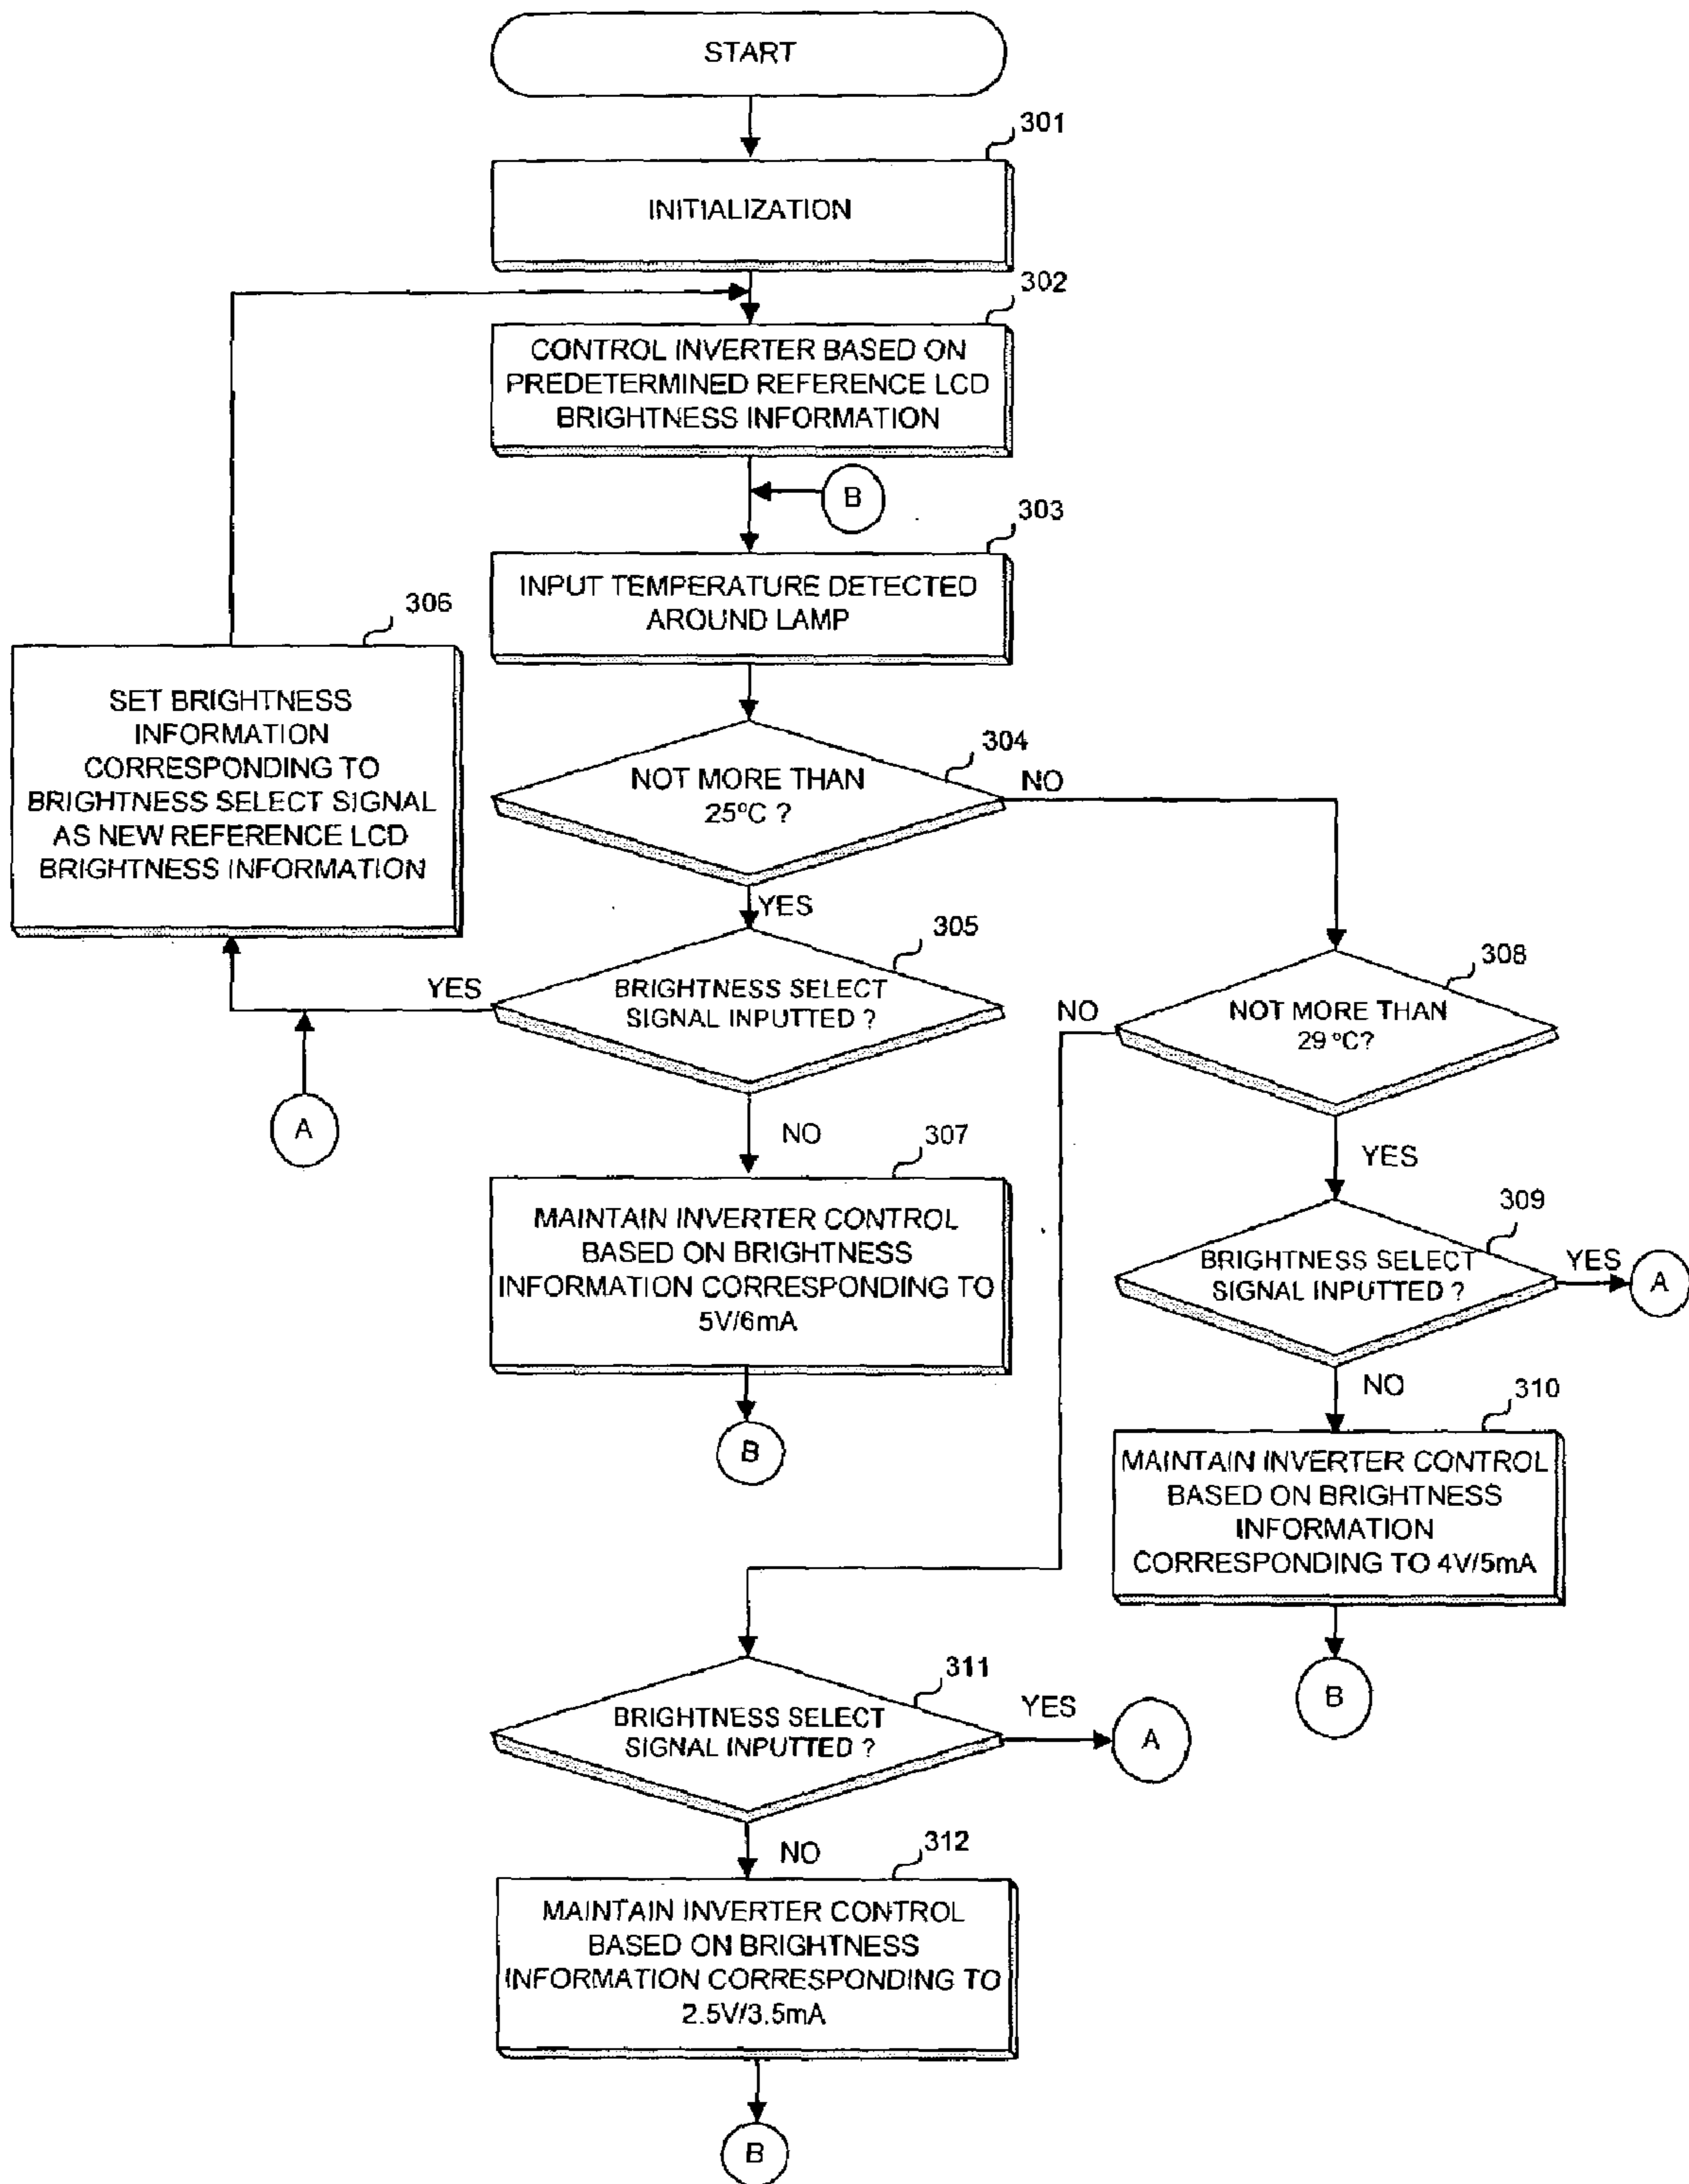 START
301
INITIALIZATION
302
CONTROL INVERTER BASED ON
PREDETERMINED REFERENCE LCD
BRIGHTNESS INFORMATION
B
303
INPUT TEMPERATURE DETECTED
AROUND LAMP
306
SET BRIGHTNESS
INFORMATION
CORRESPONDING TO
BRIGHTNESS SELECT SIGNAL
AS NEW REFERENCE LCD
BRIGHTNESS INFORMATION
304
NOT MORE THAN
25°C ?
NO
YES
305
BRIGHTNESS SELECT
SIGNAL INPUTTED ?
YES
A
NO
308
NOT MORE THAN
29 °C?
NO
YES
307
MAINTAIN INVERTER CONTROL
BASED ON BRIGHTNESS
INFORMATION CORRESPONDING TO
5V/6mA
B
309
BRIGHTNESS SELECT
SIGNAL INPUTTED ?
YES
A
NO
310
MAINTAIN INVERTER CONTROL
BASED ON BRIGHTNESS
INFORMATION
CORRESPONDING TO 4V/5mA
B
311
BRIGHTNESS SELECT
SIGNAL INPUTTED ?
YES
A
NO
312
MAINTAIN INVERTER CONTROL
BASED ON BRIGHTNESS
INFORMATION CORRESPONDING TO
2.5V/3.5mA
B